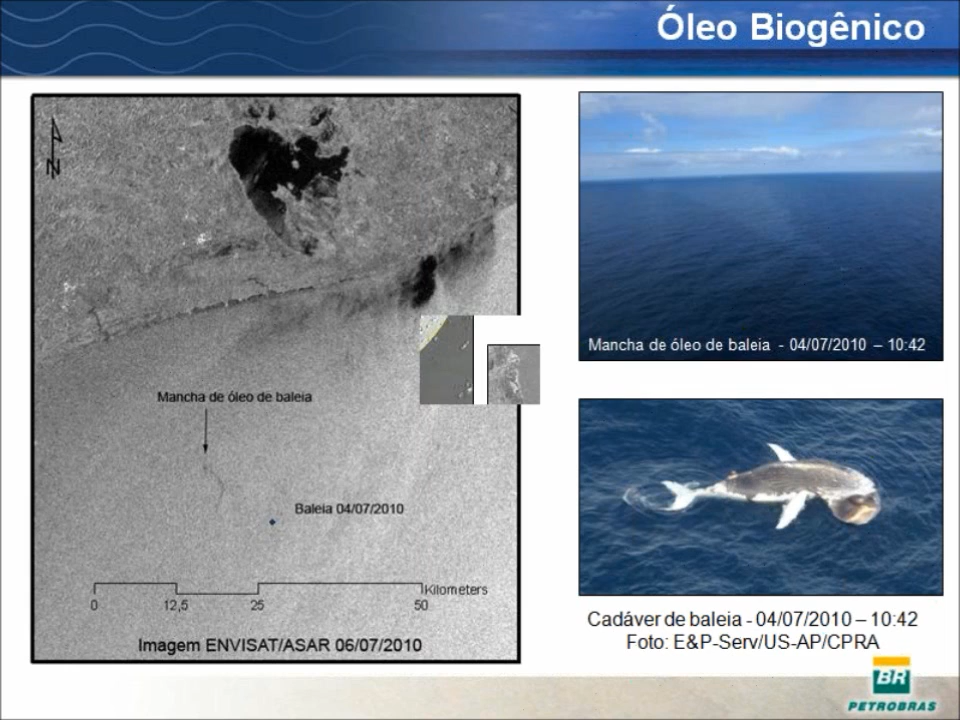 Óleo Biogênico
N
Mancha de óleo de baleia
Baleia 04/07/2010
Kilometers
0 12,5 25 50
Imagem ENVISAT/ASAR 06/07/2010
Mancha de óleo de baleia - 04/07/2010 – 10:42
Cadáver de baleia - 04/07/2010 – 10:42
Foto: E&P-Serv/US-AP/CPRA
BR
PETROBRAS